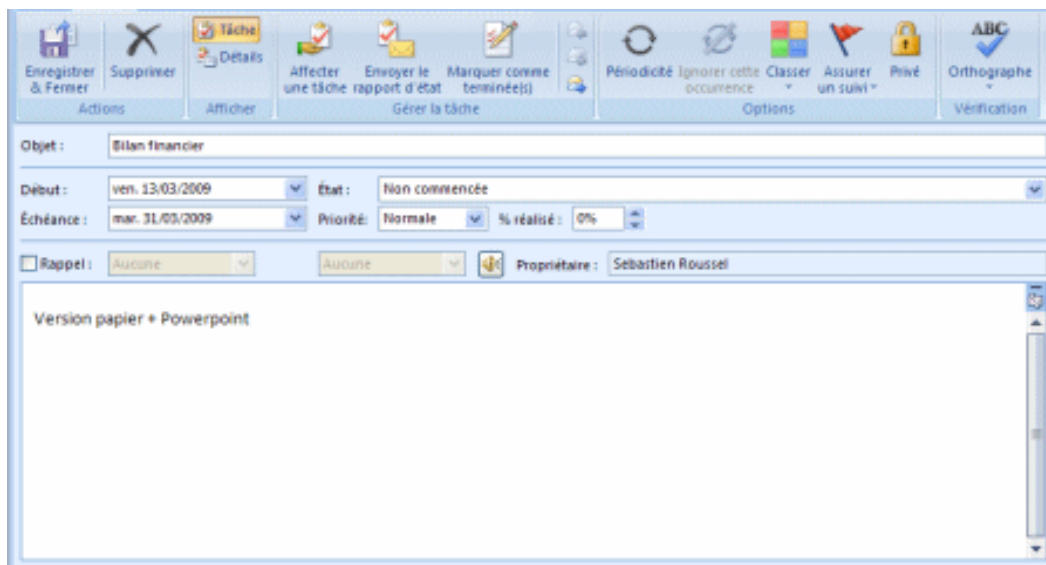 Enregistrer & Fermer
Supprimer
Tâche
Détails
Affecter une tâche
Envoyer le rapport d'état
Marquer comme terminée(s)
Périodicité
Ignorer cette occurrence
Classer
Assurer un suivi
Privé
ABC
Orthographe
Actions
Afficher
Gérer la tâche
Options
Vérification
Objet : Bilan financier
Début : ven. 13/03/2009 État : Non commencée
Échéance : mar. 31/03/2009 Priorité: Normale % réalisé : 0%
Rappel : Aucune Aucune Propriétaire : Sebastien Roussel
Version papier + Powerpoint